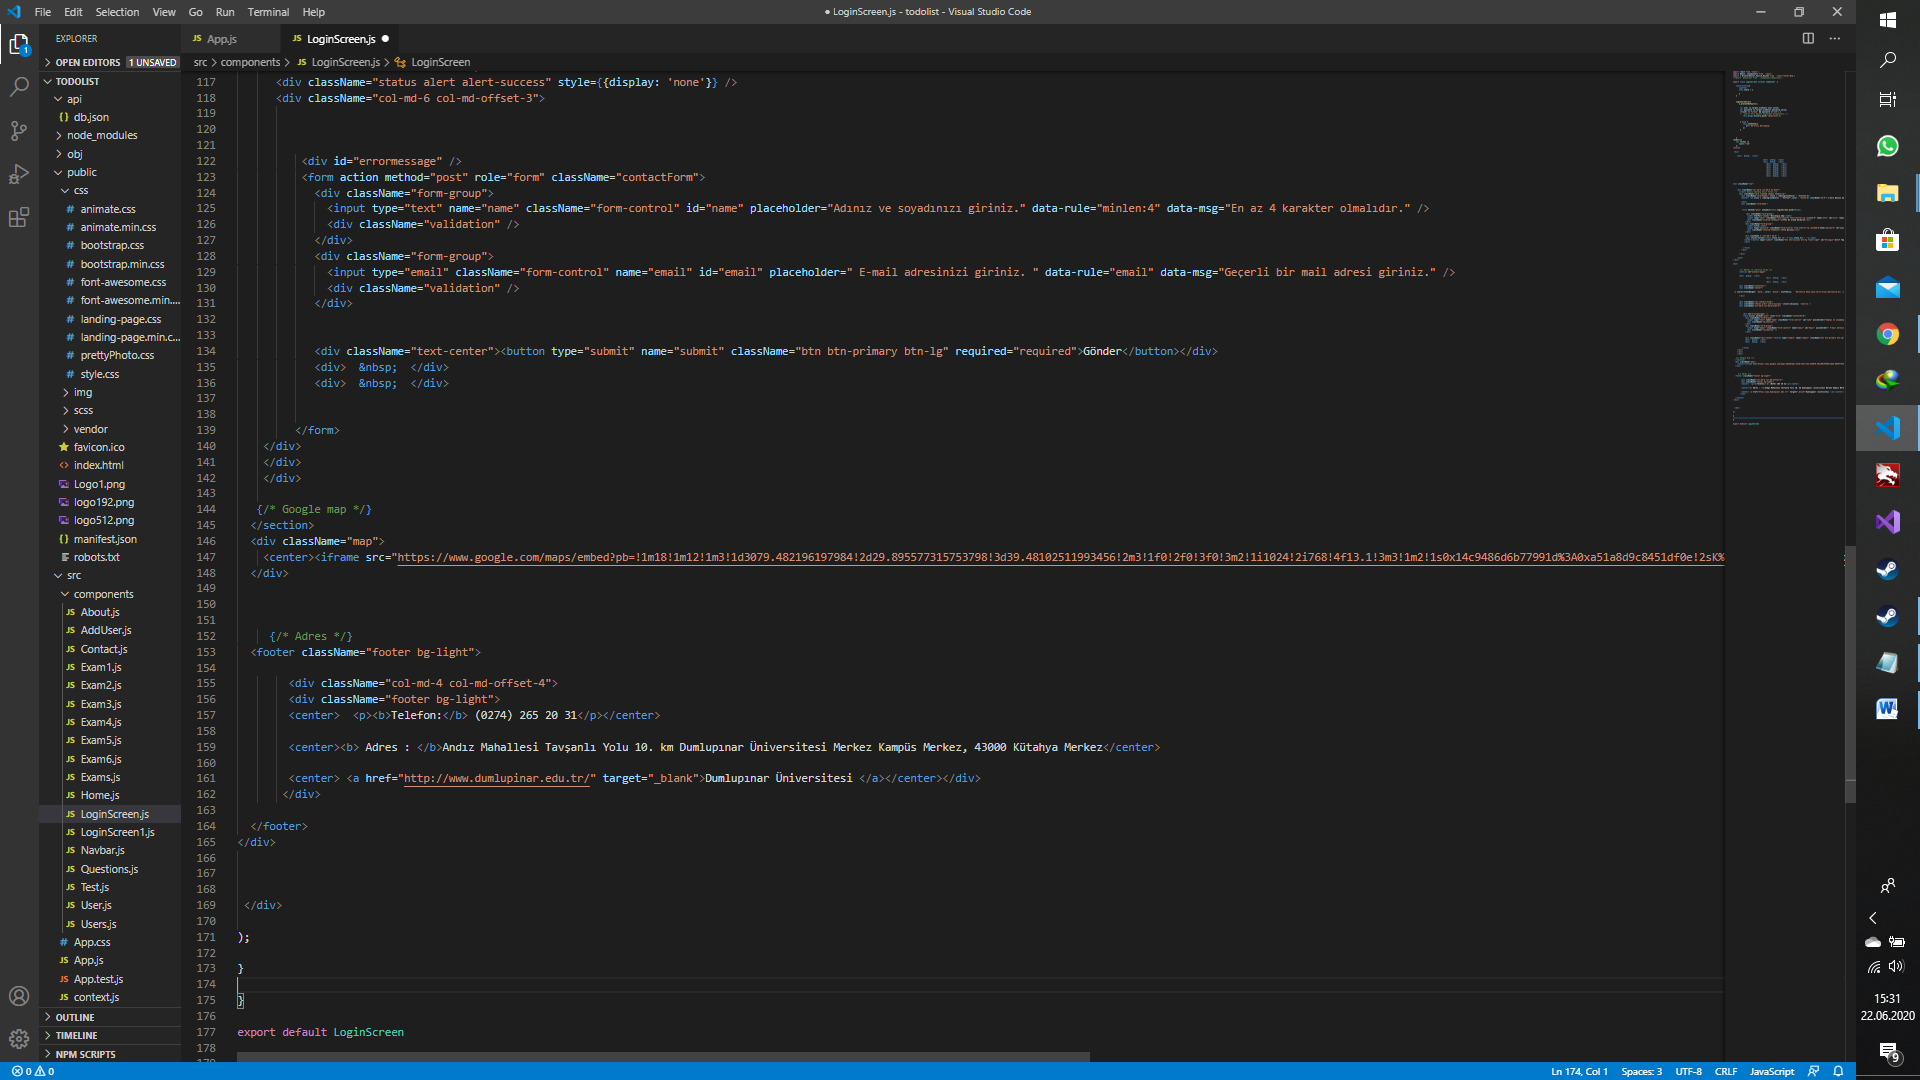 File Edit Selection View Go Run Terminal Help
● LoginScreen.js - todolist - Visual Studio Code
EXPLORER
OPEN EDITORS 1 UNSAVED
TODOLIST
api
{} db.json
node_modules
obj
public
css
# animate.css
# animate.min.css
# bootstrap.css
# bootstrap.min.css
# font-awesome.css
# font-awesome.min....
# landing-page.css
# landing-page.min.c...
# prettyPhoto.css
# style.css
img
scss
vendor
favicon.ico
<> index.html
Logo1.png
logo192.png
logo512.png
{} manifest.json
robots.txt
src
components
JS About.js
JS AddUser.js
JS Contact.js
JS Exam1.js
JS Exam2.js
JS Exam3.js
JS Exam4.js
JS Exam5.js
JS Exam6.js
JS Exams.js
JS Home.js
JS LoginScreen.js
JS LoginScreen1.js
JS Navbar.js
JS Questions.js
JS Test.js
JS User.js
JS Users.js
# App.css
JS App.js
JS App.test.js
JS context.js
OUTLINE
TIMELINE
NPM SCRIPTS
JS App.js
JS LoginScreen.js ●
src > components > JS LoginScreen.js > LoginScreen
117 <div className="status alert alert-success" style={{display: 'none'}} />
118 <div className="col-md-6 col-md-offset-3">
119
120
121
122 <div id="errormessage" />
123 <form action method="post" role="form" className="contactForm">
124 <div className="form-group">
125 <input type="text" name="name" className="form-control" id="name" placeholder="Adınız ve soyadınızı giriniz." data-rule="minlen:4" data-msg="En az 4 karakter olmalıdır." />
126 <div className="validation" />
127 </div>
128 <div className="form-group">
129 <input type="email" className="form-control" name="email" id="email" placeholder=" E-mail adresinizi giriniz. " data-rule="email" data-msg="Geçerli bir mail adresi giriniz." />
130 <div className="validation" />
131 </div>
132
133
134 <div className="text-center"><button type="submit" name="submit" className="btn btn-primary btn-lg" required="required">Gönder</button></div>
135 <div>  &nbsp;  </div>
136 <div>  &nbsp;  </div>
137
138
139 </form>
140 </div>
141 </div>
142 </div>
143
144 {/* Google map */}
145 </section>
146 <div className="map">
147 <center><iframe src="https://www.google.com/maps/embed?pb=!1m18!1m12!1m3!1d3079.482196197984!2d29.895577315753798!3d39.48102511993456!2m3!1f0!2f0!3f0!3m2!1i1024!2i768!4f13.1!3m3!1m2!1s0x14c9486d6b77991d%3A0xa51a8d9c8451df0e!2sK%
148 </div>
149
150
151
152 {/* Adres */}
153 <footer className="footer bg-light">
154
155 <div className="col-md-4 col-md-offset-4">
156 <div className="footer bg-light">
157 <center>  <p><b>Telefon:</b> (0274) 265 20 31</p></center>
158
159 <center><b> Adres : </b>Andız Mahallesi Tavşanlı Yolu 10. km Dumlupınar Üniversitesi Merkez Kampüs Merkez, 43000 Kütahya Merkez</center>
160
161 <center> <a href="http://www.dumlupinar.edu.tr/" target="_blank">Dumlupınar Üniversitesi </a></center></div>
162 </div>
163
164 </footer>
165 </div>
166
167
168
169 </div>
170
171 );
172
173 }
174
175 }
176
177 export default LoginScreen
178
0 0
Ln 174, Col 1 Spaces: 3 UTF-8 CRLF JavaScript
15:31
22.06.2020
9